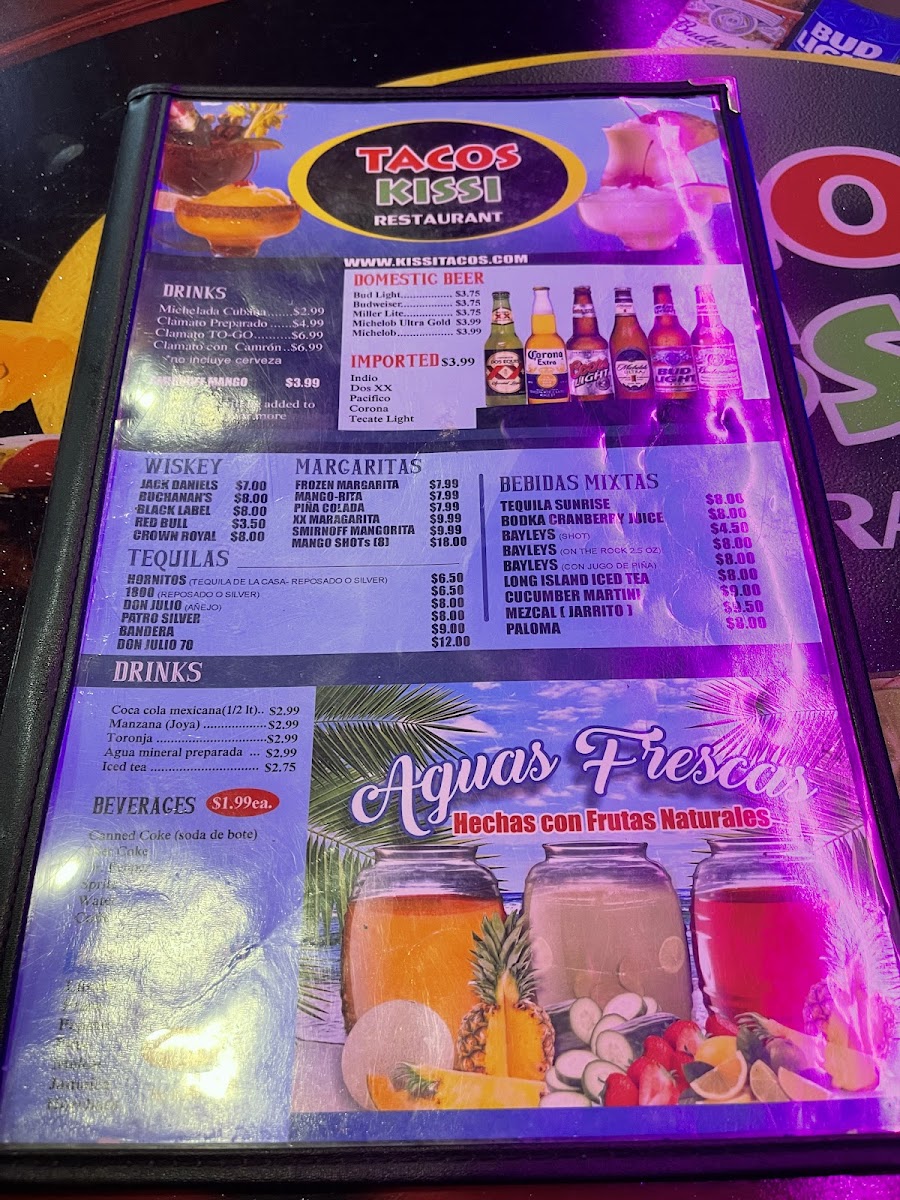 BUD
LIGHT
TACOS
KISSI
RESTAURANT
WWW.KISSITACOS.COM
DRINKS
Michelada Cubana......$2.99
Clamato Preparado ......$4.99
Clamato TO-GO..........$6.99
Clamato con Camrón..$6.99
*no incluye cerveza
MANGO $3.99
be added to
more
DOMESTIC BEER
Bud Light................. $3.75
Budweiser................. $3.75
Miller Lite................. $3.75
Michelob Ultra Gold $3.99
Michelob.................. $3.99
IMPORTED $3.99
Indio
Dos XX
Pacifico
Corona
Tecate Light
WISKEY
JACK DANIELS $7.00
BUCHANAN'S $8.00
BLACK LABEL $8.00
RED BULL $3.50
CROWN ROYAL $8.00
MARGARITAS
FROZEN MARGARITA $7.99
MANGO-RITA $7.99
PIÑA COLADA $7.99
XX MARAGARITA $9.99
SMIRNOFF MANGORITA $9.99
MANGO SHOTs (8) $18.00
TEQUILAS
HORNITOS (TEQUILA DE LA CASA- REPOSADO O SILVER) $6.50
1800 (REPOSADO O SILVER) $6.50
DON JULIO (AÑEJO) $8.00
PATRO SILVER $8.00
BANDERA $9.00
DON JULIO 70 $12.00
BEBIDAS MIXTAS
TEQUILA SUNRISE $8.00
BODKA CRANBERRY JUICE $8.00
BAYLEYS (SHOT) $4.50
BAYLEYS (ON THE ROCK 2.5 OZ) $8.00
BAYLEYS (CON JUGO DE PIÑA) $8.00
LONG ISLAND ICED TEA $8.00
CUCUMBER MARTINI $9.00
MEZCAL ( JARRITO ) $9.50
PALOMA $8.00
DRINKS
Coca cola mexicana(1/2 lt).. $2.99
Manzana (Joya) .................. $2.99
Toronja ............................... $2.99
Agua mineral preparada ... $2.99
Iced tea .............................. $2.75
BEVERAGES $1.99ea.
Canned Coke (soda de bote)
Coke
Sprite
Water
Aguas Frescas
Hechas con Frutas Naturales